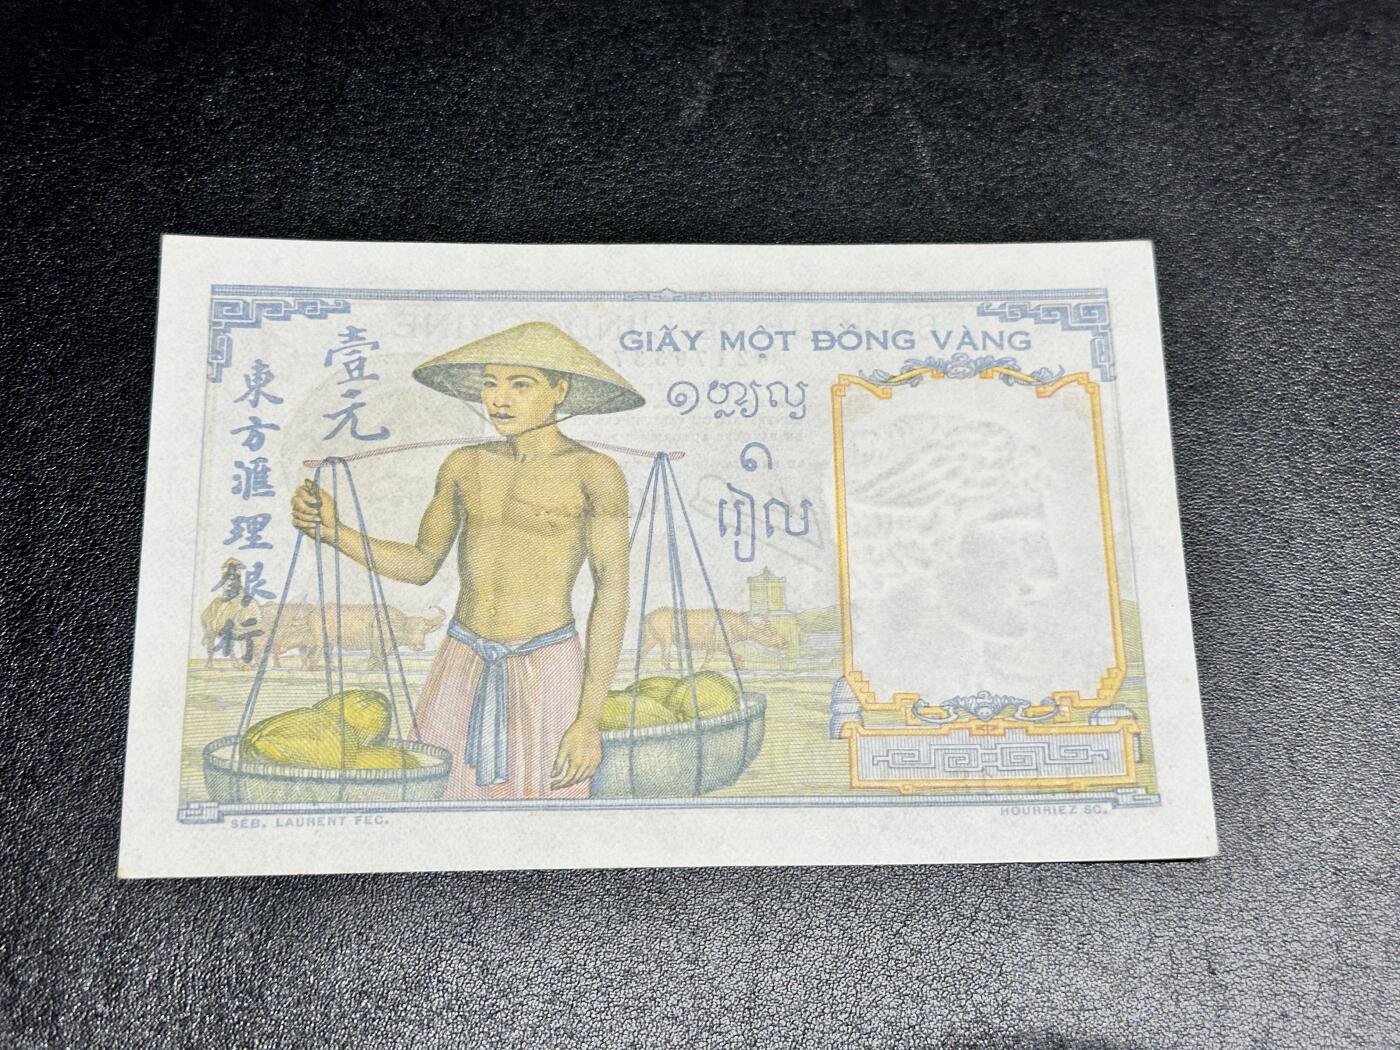 壹元
東方滙理銀行
GIẤY MỘT ĐỒNG VÀNG
១
រៀល
SÉB. LAURENT FEC.
HOURRIEZ SC.